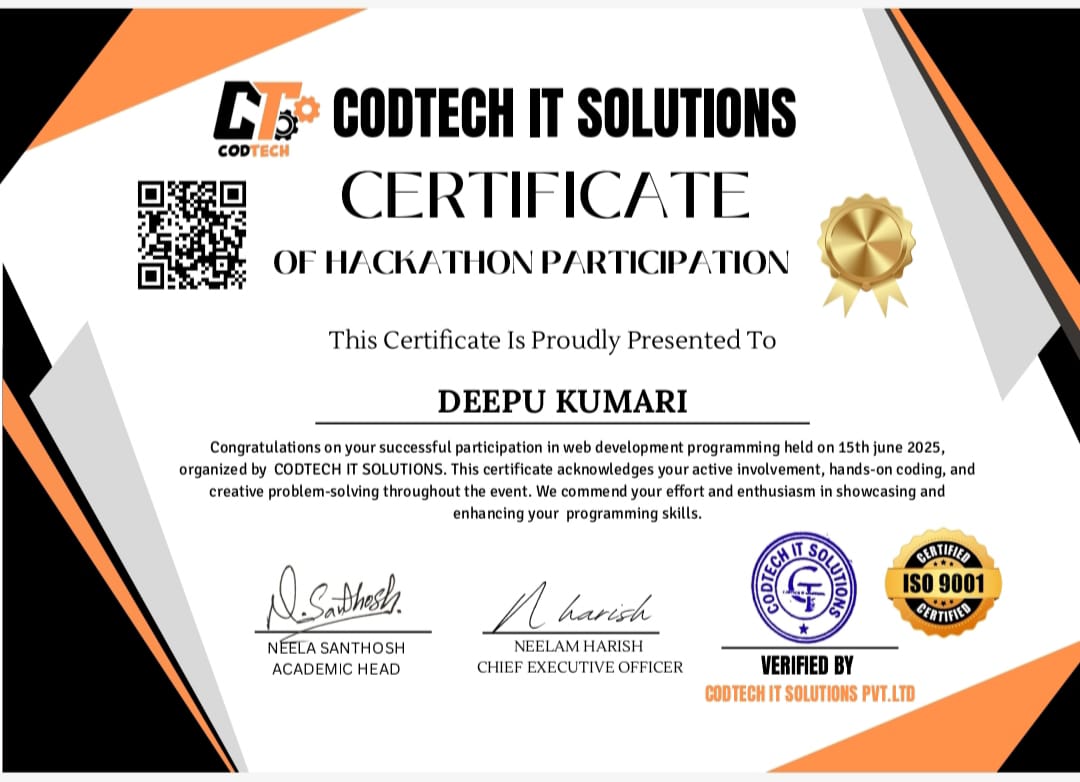 CT
CODTECH
CODTECH IT SOLUTIONS
CERTIFICATE
OF HACKATHON PARTICIPATION
This Certificate Is Proudly Presented To
DEEPU KUMARI
Congratulations on your successful participation in web development programming held on 15th june 2025,
organized by CODTECH IT SOLUTIONS. This certificate acknowledges your active involvement, hands-on coding, and
creative problem-solving throughout the event. We commend your effort and enthusiasm in showcasing and
enhancing your programming skills.
N.Santhosh.
NEELA SANTHOSH
ACADEMIC HEAD
N harish
NEELAM HARISH
CHIEF EXECUTIVE OFFICER
CODTECH IT SOLUTIONS
VERIFIED BY
CODTECH IT SOLUTIONS PVT.LTD
CERTIFIED
ISO 9001
CERTIFIED